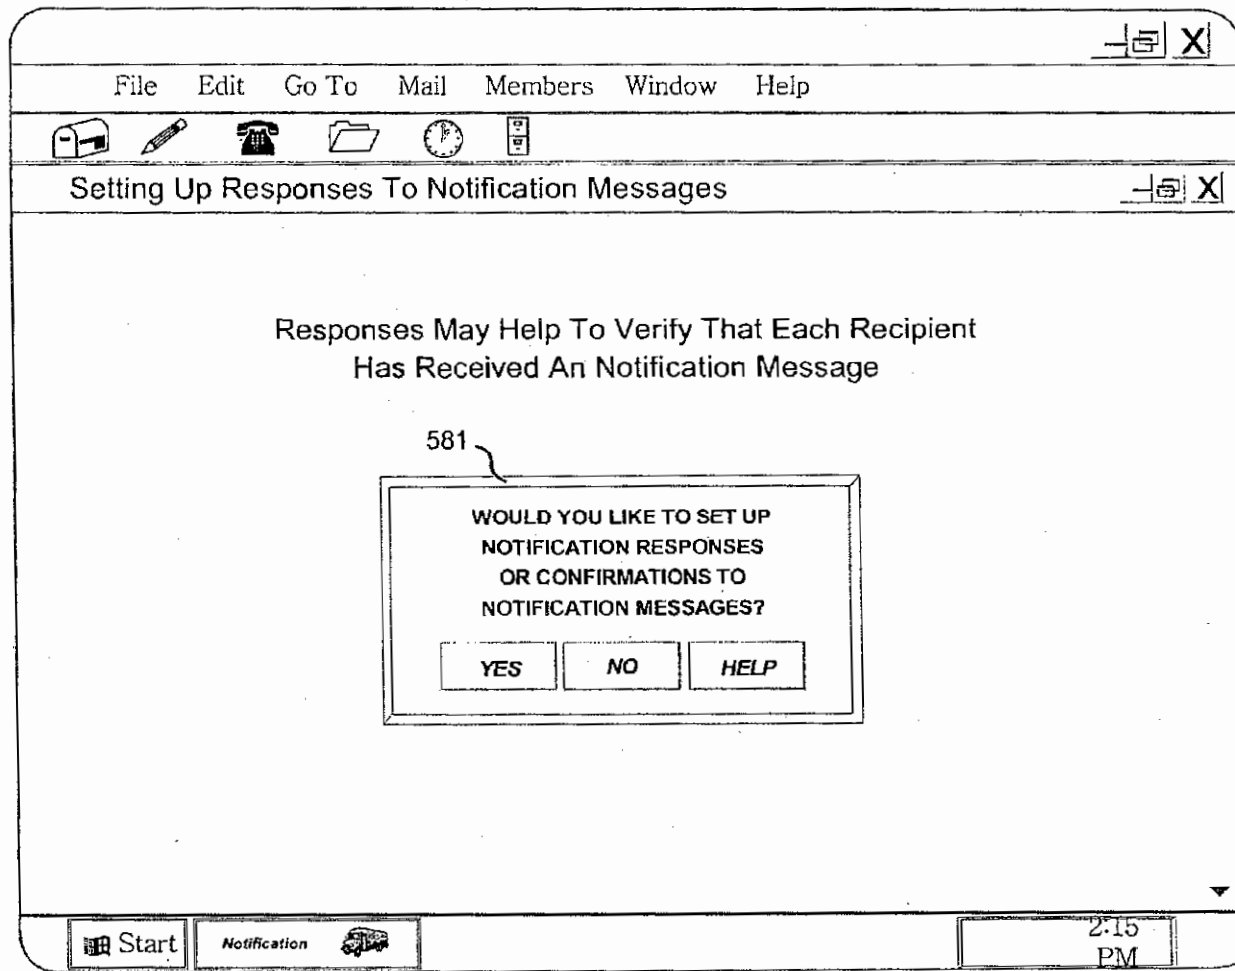 X
File Edit Go To Mail Members Window Help
Setting Up Responses To Notification Messages X
Responses May Help To Verify That Each Recipient
Has Received An Notification Message
581
WOULD YOU LIKE TO SET UP
NOTIFICATION RESPONSES
OR CONFIRMATIONS TO
NOTIFICATION MESSAGES?
YES NO HELP
Start Notification 2:15
PM